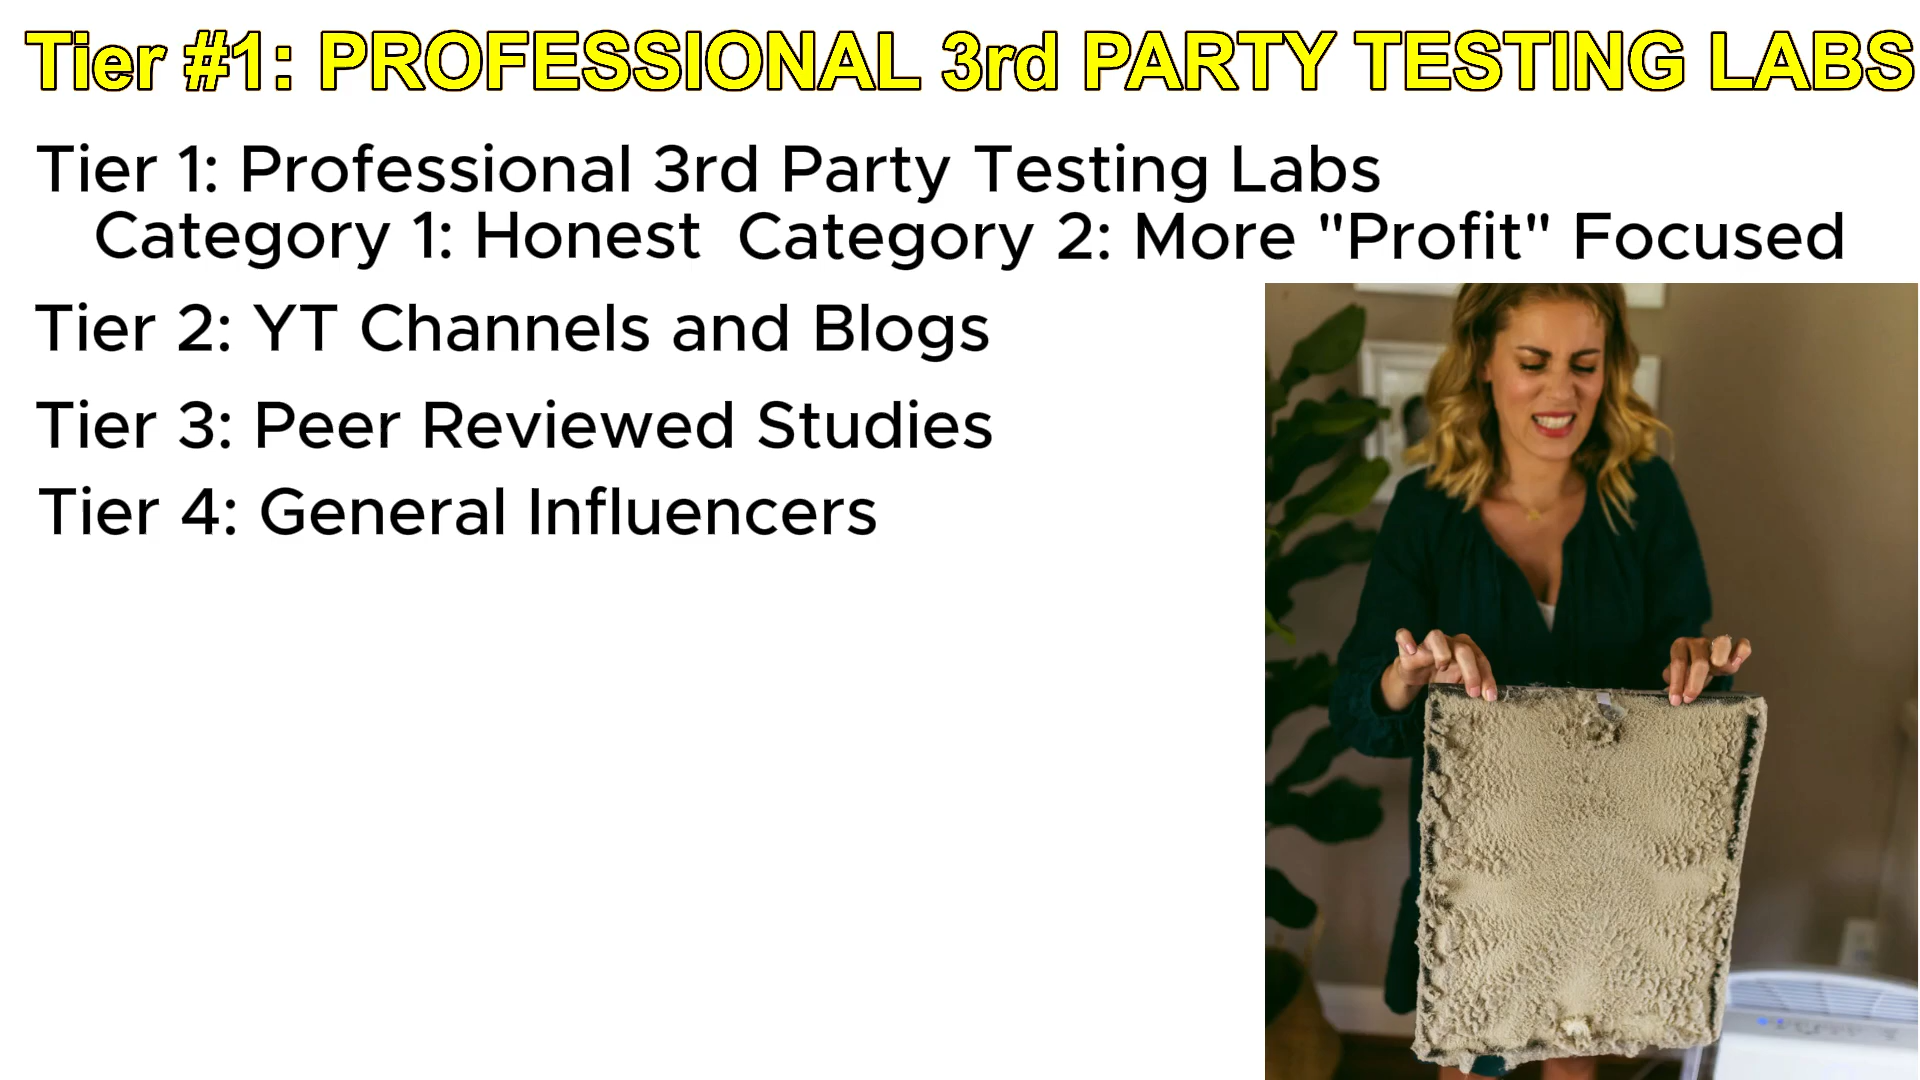 Tier #1: PROFESSIONAL 3rd PARTY TESTING LABS
Tier 1: Professional 3rd Party Testing Labs
Category 1: Honest Category 2: More "Profit" Focused
Tier 2: YT Channels and Blogs
Tier 3: Peer Reviewed Studies
Tier 4: General Influencers